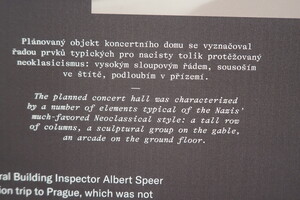 Plánovaný objekt koncertního domu se vyznačoval
řadou prvků typických pro nacisty tolik protěžovaný
neoklasicismus: vysokým sloupovým řádem, sousoším
ve štítě, podloubím v přízemí.
—
The planned concert hall was characterized
by a number of elements typical of the Nazis'
much-favored Neoclassical style: a tall row
of columns, a sculptural group on the gable,
an arcade on the ground floor.
ral Building Inspector Albert Speer
ion trip to Prague, which was not